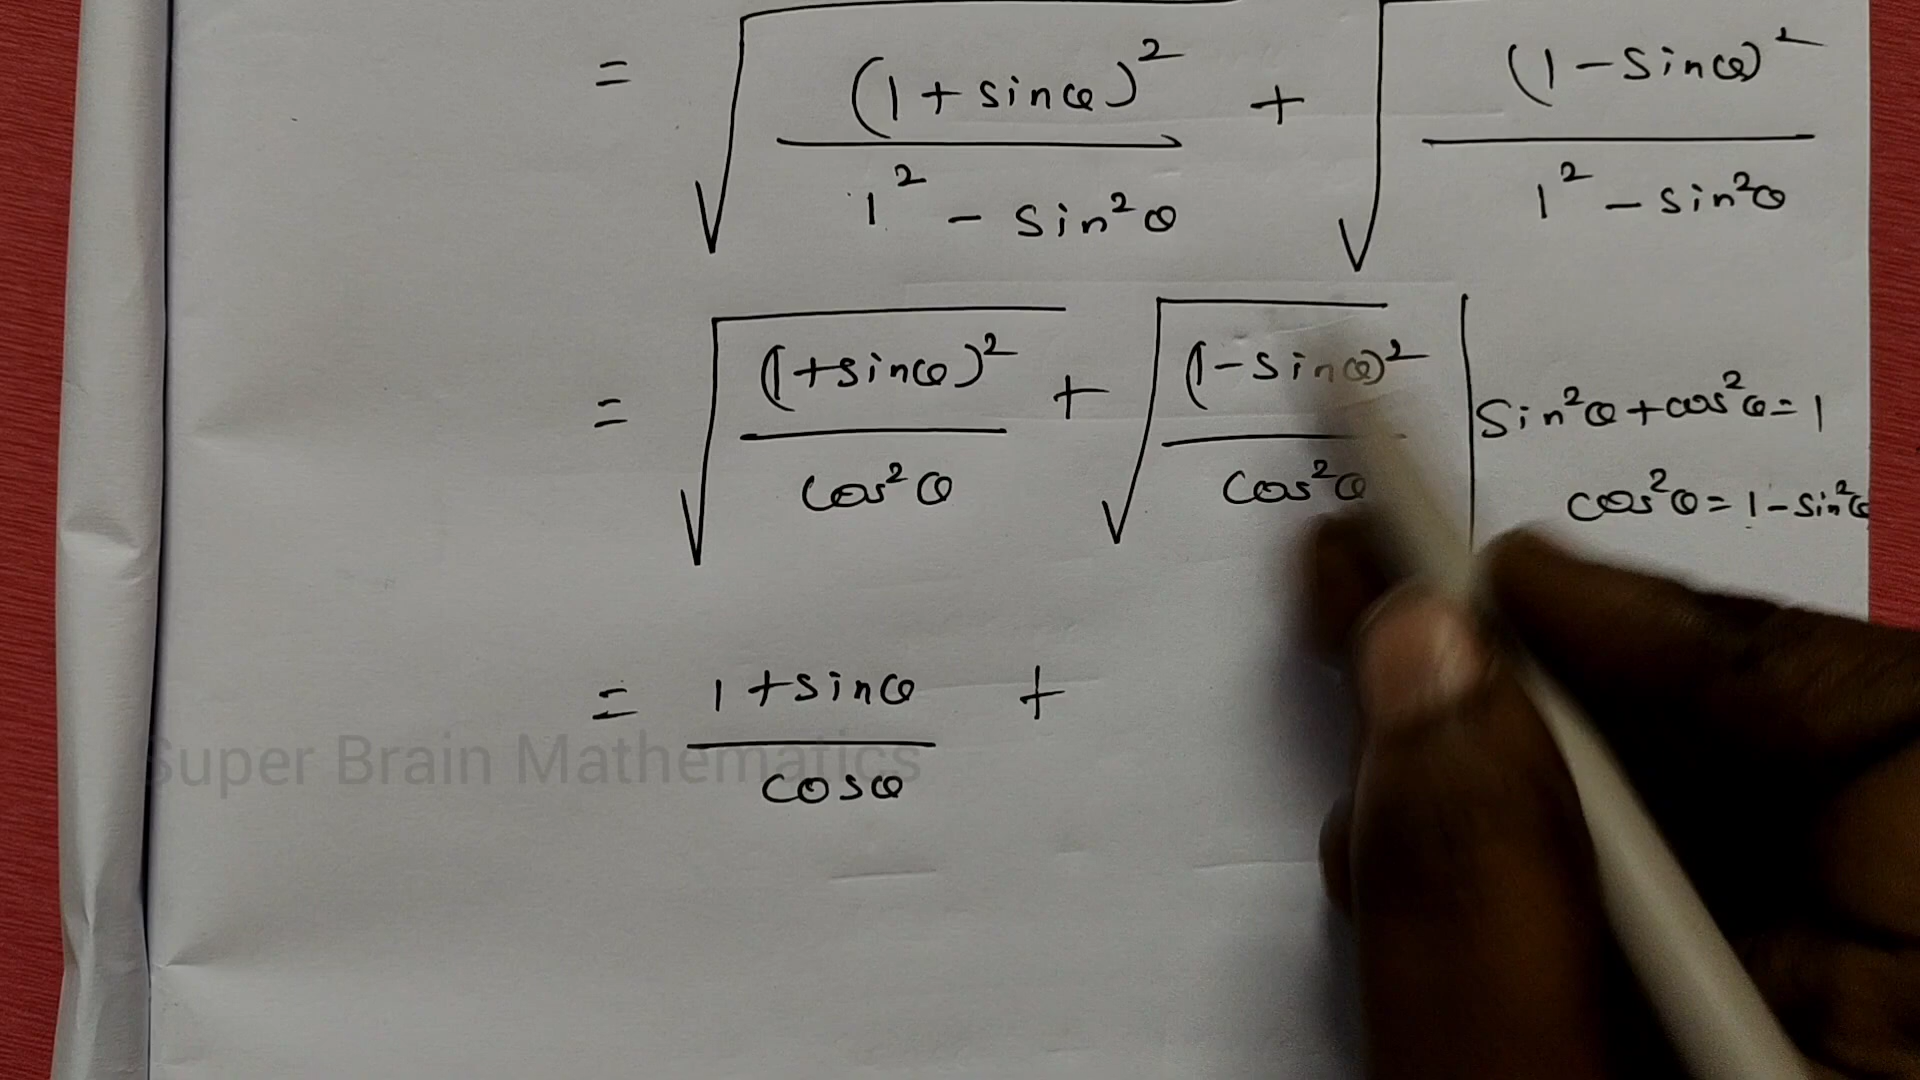 = √((1+sinθ)² / (1² - sin²θ)) + √((1-sinθ)² / (1² - sin²θ))
= √((1+sinθ)² / cos²θ) + √((1-sinθ)² / cos²θ)
sin²θ + cos²θ = 1
cos²θ = 1 - sin²θ
= (1+sinθ) / cosθ +
Super Brain Mathematics